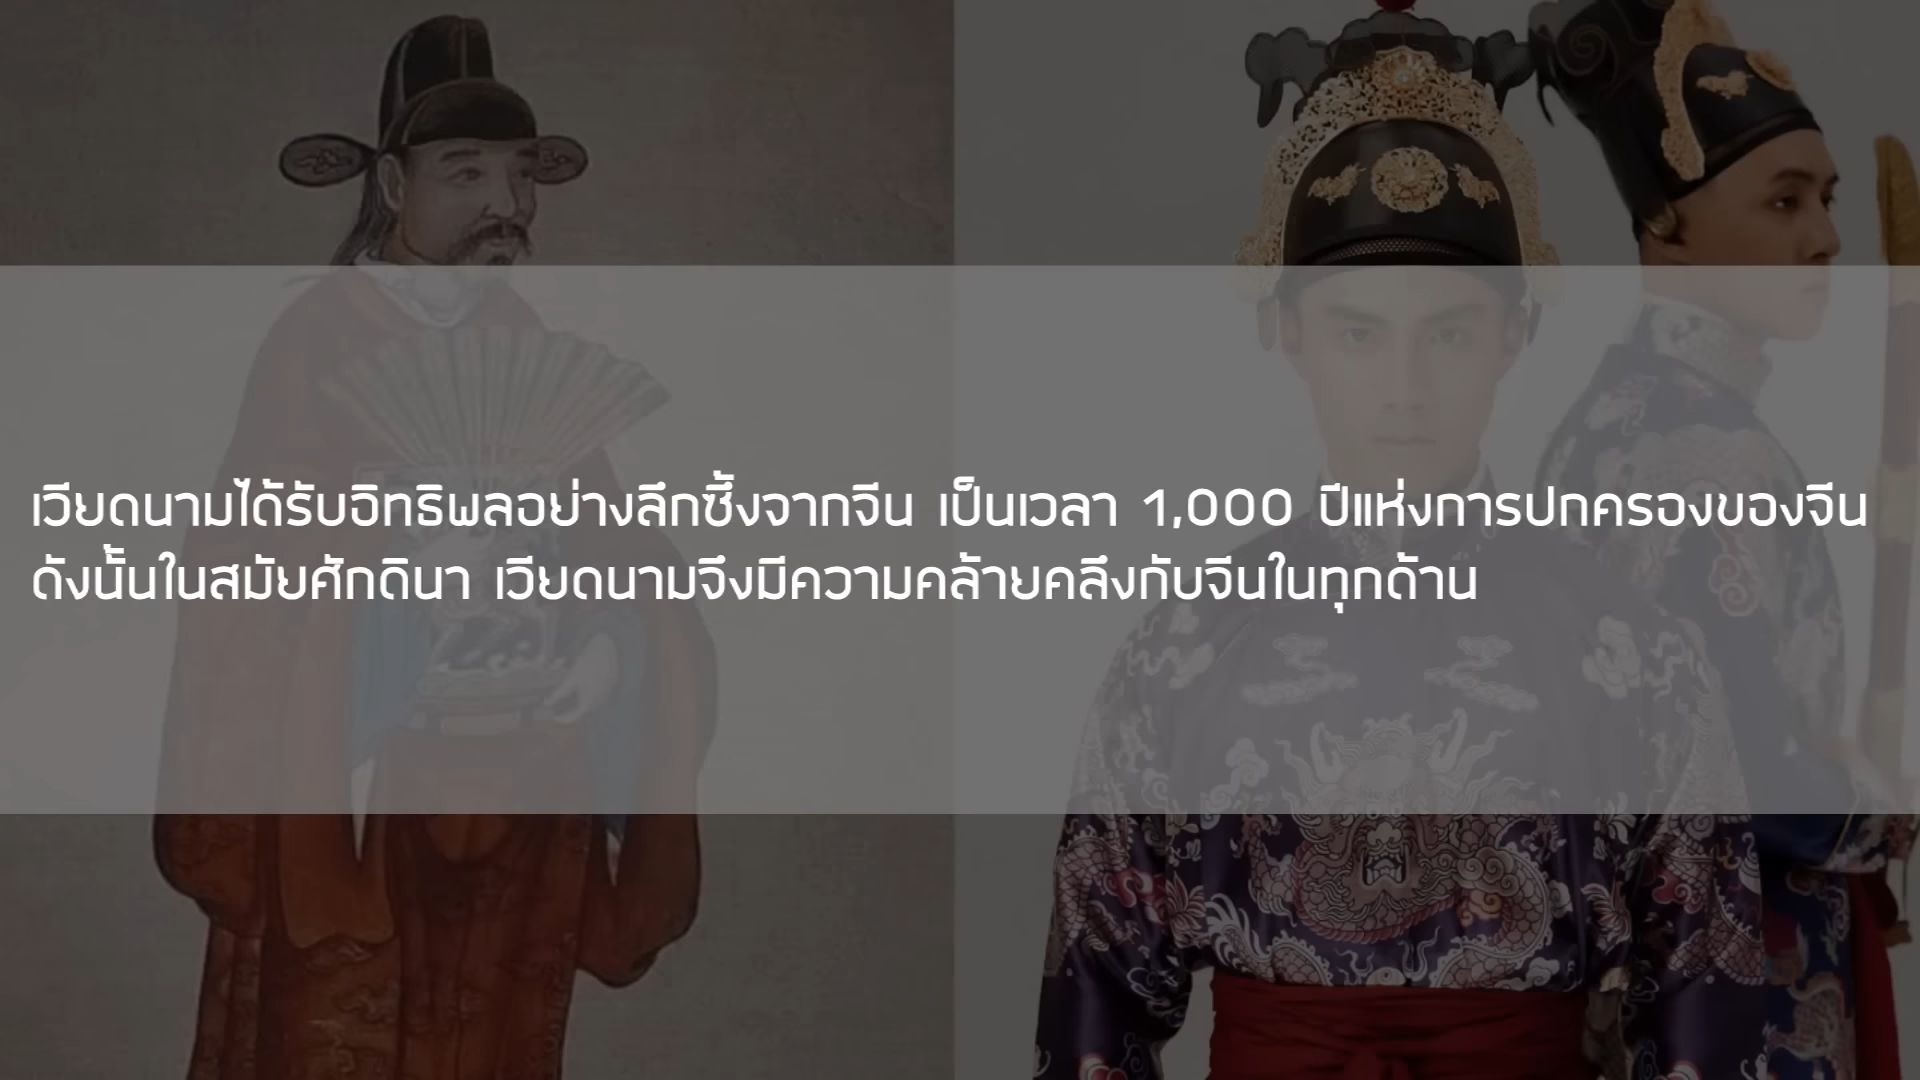 เวียดนามได้รับอิทธิพลอย่างลึกซึ้งจากจีน เป็นเวลา 1,000 ปีแห่งการปกครองของจีน
ดังนั้นในสมัยศักดินา เวียดนามจึงมีความคล้ายคลึงกับจีนในทุกด้าน